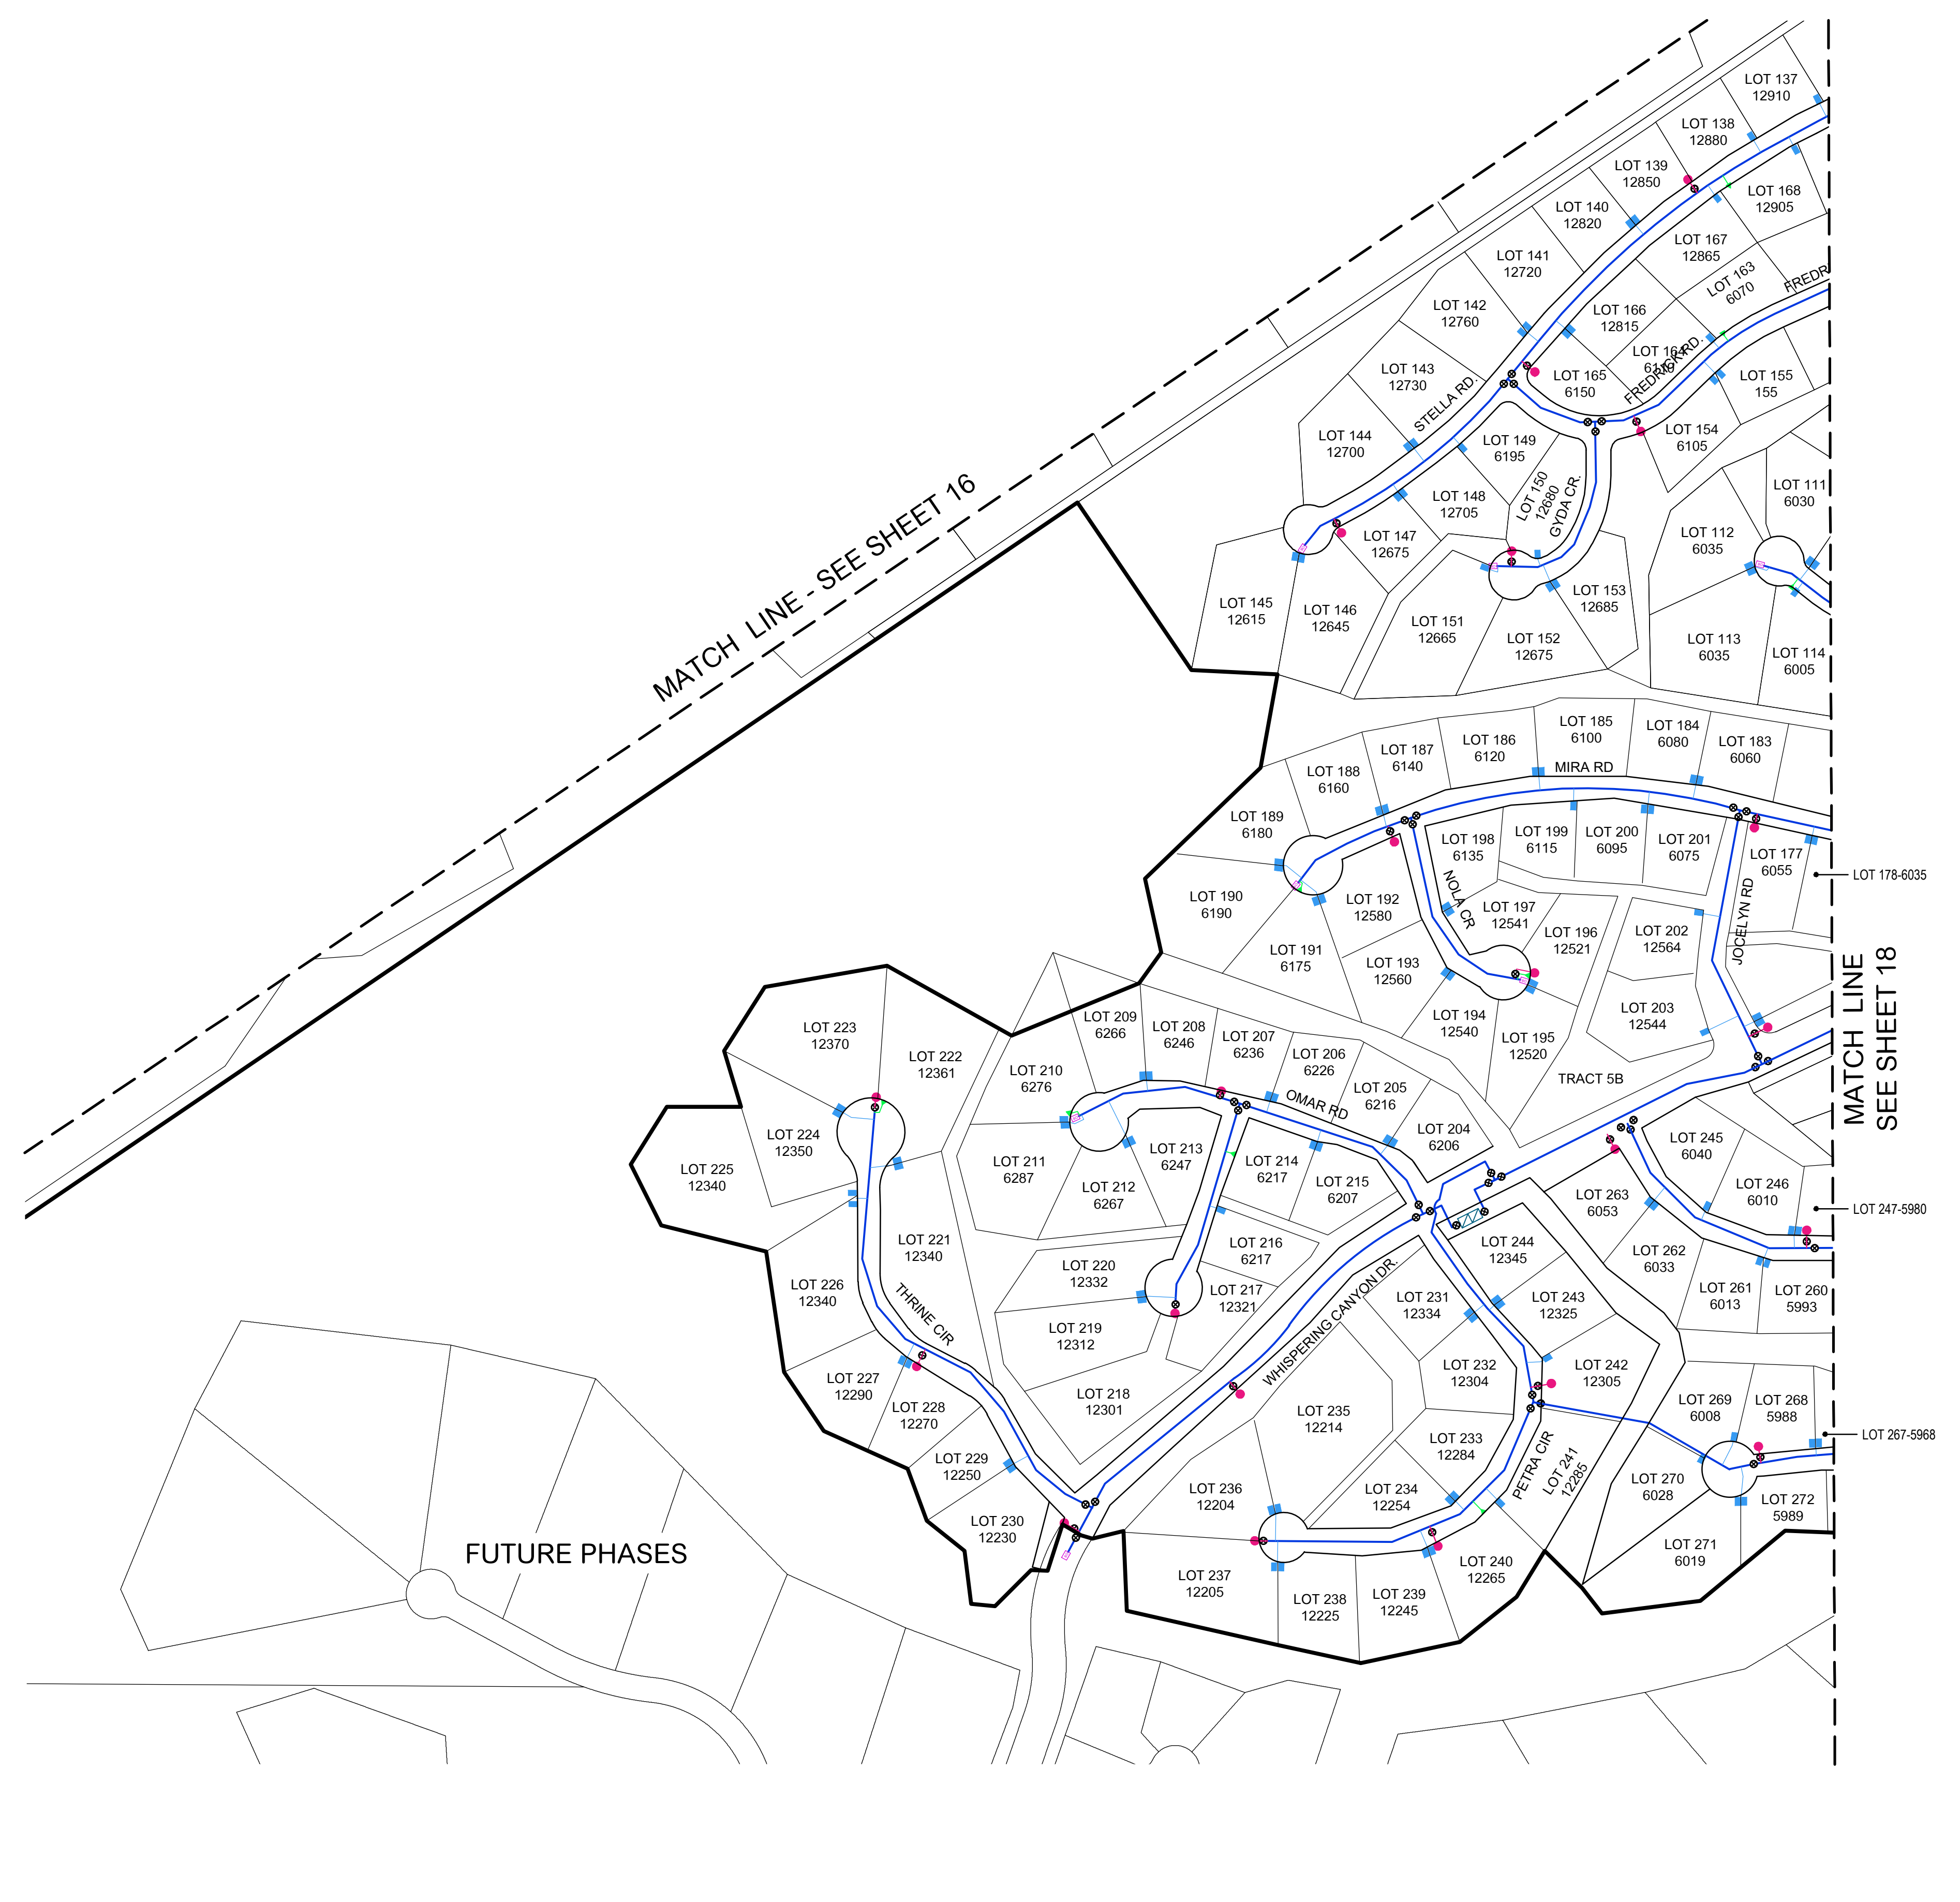 LOT 137
12910
LOT 138
12880
LOT 139
12850
LOT 140
12820
LOT 168
12905
LOT 141
12720
LOT 167
12865
LOT 163
6070
FREDR
LOT 142
12760
LOT 166
12815
LOT 164
FREDRICK RD.
LOT 143
12730
LOT 165
6150
LOT 155
155
STELLA RD.
LOT 144
12700
LOT 149
6195
LOT 154
6105
LOT 150
12680
GYDA CR.
LOT 148
12705
LOT 111
6030
LOT 147
12675
LOT 112
6035
MATCH LINE - SEE SHEET 16
LOT 145
12615
LOT 146
12645
LOT 151
12665
LOT 152
12675
LOT 153
12685
LOT 113
6035
LOT 114
6005
LOT 185
6100
LOT 184
6080
LOT 183
6060
LOT 186
6120
LOT 187
6140
LOT 188
6160
MIRA RD
LOT 189
6180
LOT 198
6135
LOT 199
6115
LOT 200
6095
LOT 201
6075
LOT 177
6055
LOT 178-6035
LOT 190
6190
LOT 192
12580
NOLA CR
LOT 197
12541
LOT 196
12521
LOT 202
12564
JOCELYN RD
LOT 191
6175
LOT 193
12560
LOT 194
12540
LOT 195
12520
LOT 203
12544
MATCH LINE
SEE SHEET 18
TRACT 5B
LOT 223
12370
LOT 222
12361
LOT 209
6266
LOT 208
6246
LOT 207
6236
LOT 206
6226
LOT 205
6216
LOT 210
6276
OMAR RD
LOT 204
6206
LOT 224
12350
LOT 225
12340
LOT 211
6287
LOT 212
6267
LOT 213
6247
LOT 214
6217
LOT 215
6207
LOT 245
6040
LOT 246
6010
LOT 247-5980
LOT 263
6053
LOT 221
12340
LOT 216
6217
LOT 244
12345
LOT 262
6033
LOT 220
12332
LOT 217
12321
LOT 261
6013
LOT 260
5993
LOT 226
12340
THRINE CIR
LOT 219
12312
WHISPERING CANYON DR.
LOT 231
12334
LOT 243
12325
LOT 227
12290
LOT 228
12270
LOT 218
12301
LOT 232
12304
LOT 242
12305
LOT 235
12214
LOT 269
6008
LOT 268
5988
LOT 267-5968
LOT 229
12250
LOT 233
12284
PETRA CIR
LOT 241
12285
LOT 236
12204
LOT 234
12254
LOT 270
6028
LOT 272
5989
LOT 230
12230
FUTURE PHASES
LOT 271
6019
LOT 237
12205
LOT 240
12265
LOT 238
12225
LOT 239
12245